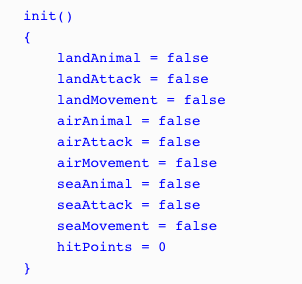 init()
{
landAnimal = false
landAttack = false
landMovement = false
airAnimal = false
airAttack = false
airMovement = false
seaAnimal = false
seaAttack = false
seaMovement = false
hitPoints = 0
}